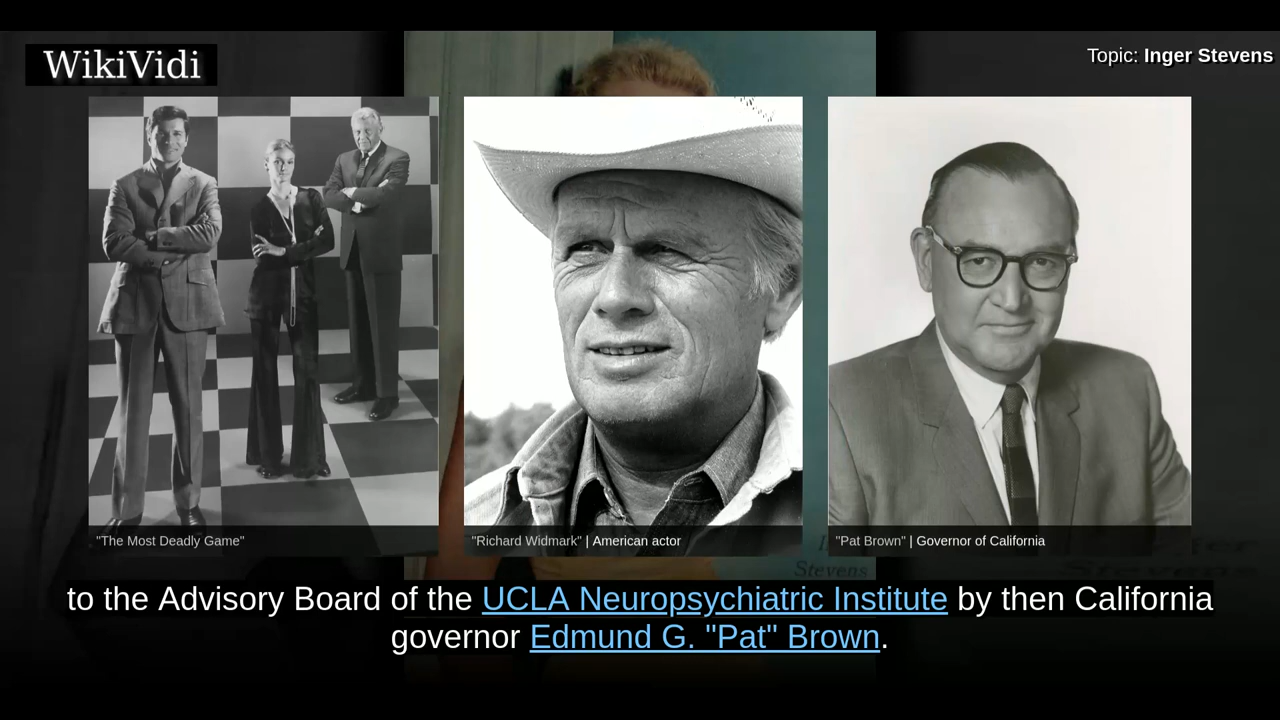 WikiVidi
Topic: Inger Stevens
"The Most Deadly Game"
"Richard Widmark" | American actor
"Pat Brown" | Governor of California
Stevens
to the Advisory Board of the UCLA Neuropsychiatric Institute by then California
governor Edmund G. "Pat" Brown.